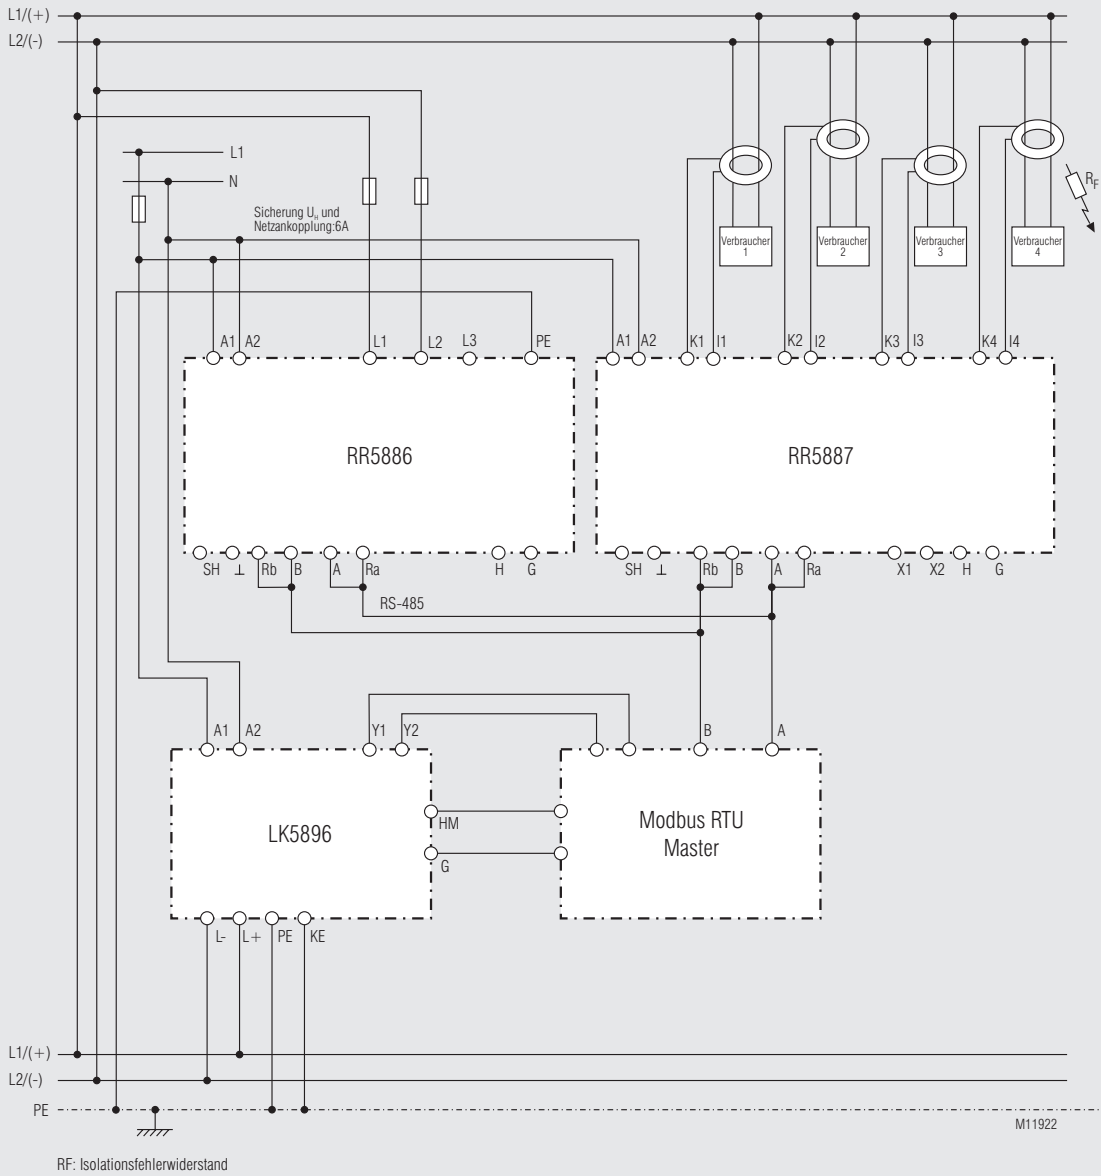 L1/(+)
L2/(-)
L1
N
Sicherung UH und
Netzankopplung:6A
RF
Verbraucher
1
Verbraucher
2
Verbraucher
3
Verbraucher
4
A1 A2 L1 L2 L3 PE A1 A2 K1 I1 K2 I2 K3 I3 K4 I4
RR5886
RR5887
SH ⊥ Rb B A Ra H G SH ⊥ Rb B A Ra X1 X2 H G
RS-485
A1 A2 Y1 Y2 B A
LK5896
HM
G
Modbus RTU
Master
L- L+ PE KE
L1/(+)
L2/(-)
PE
M11922
RF: Isolationsfehlerwiderstand